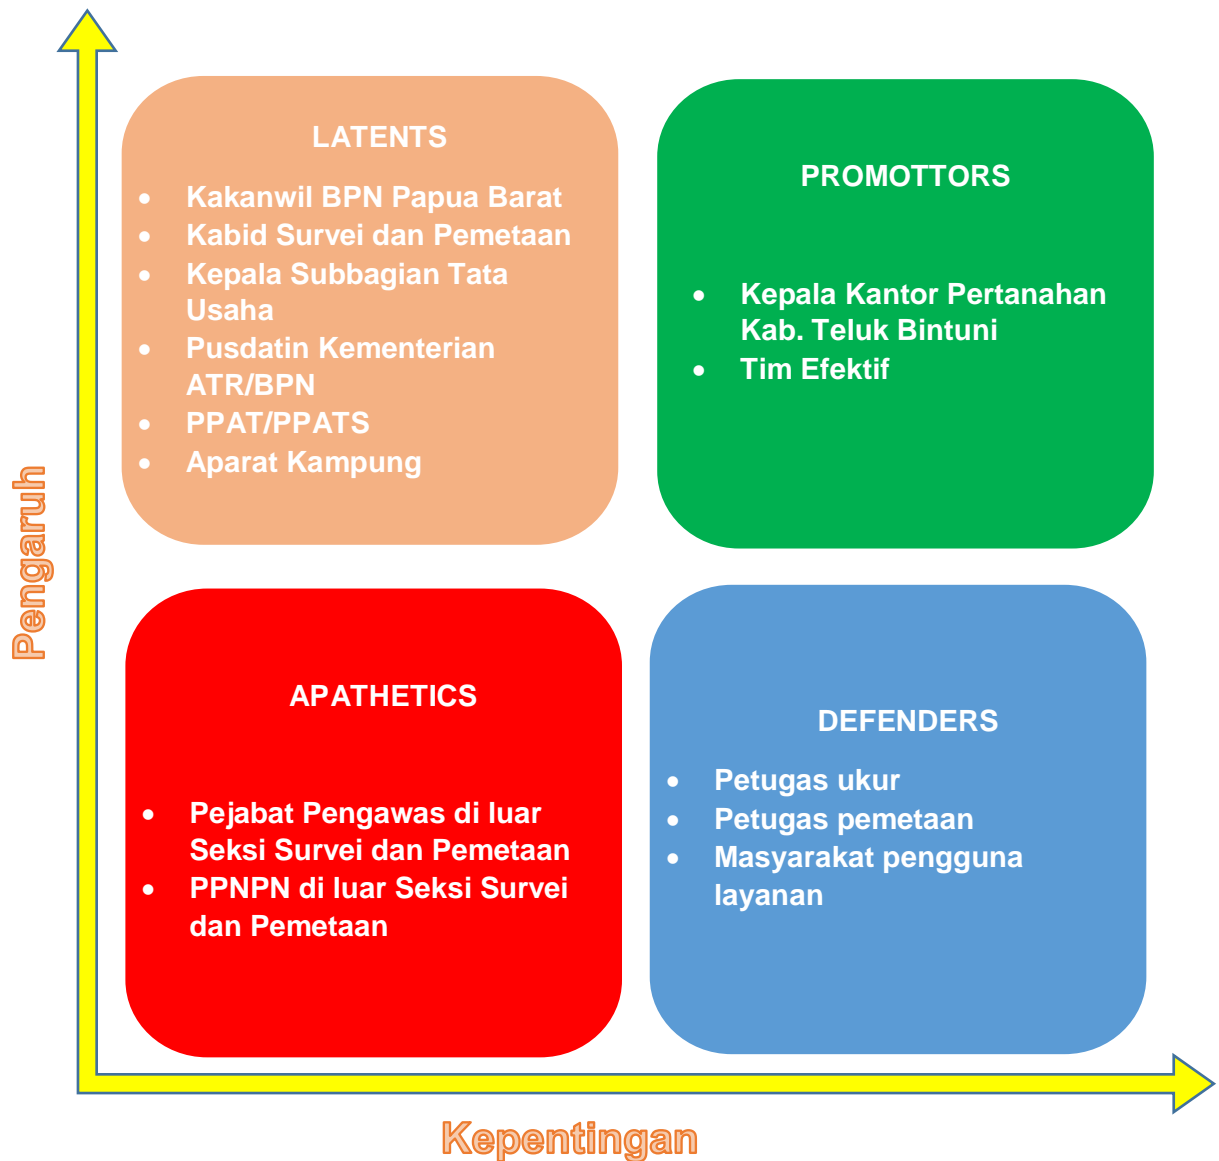 LATENTS
• Kakanwil BPN Papua Barat
• Kabid Survei dan Pemetaan
• Kepala Subbagian Tata
Usaha
• Pusdatin Kementerian
ATR/BPN
• PPAT/PPATS
• Aparat Kampung
PROMOTTORS
• Kepala Kantor Pertanahan
Kab. Teluk Bintuni
• Tim Efektif
Pengaruh
APATHETICS
• Pejabat Pengawas di luar
Seksi Survei dan Pemetaan
• PPNPN di luar Seksi Survei
dan Pemetaan
DEFENDERS
• Petugas ukur
• Petugas pemetaan
• Masyarakat pengguna
layanan
Kepentingan